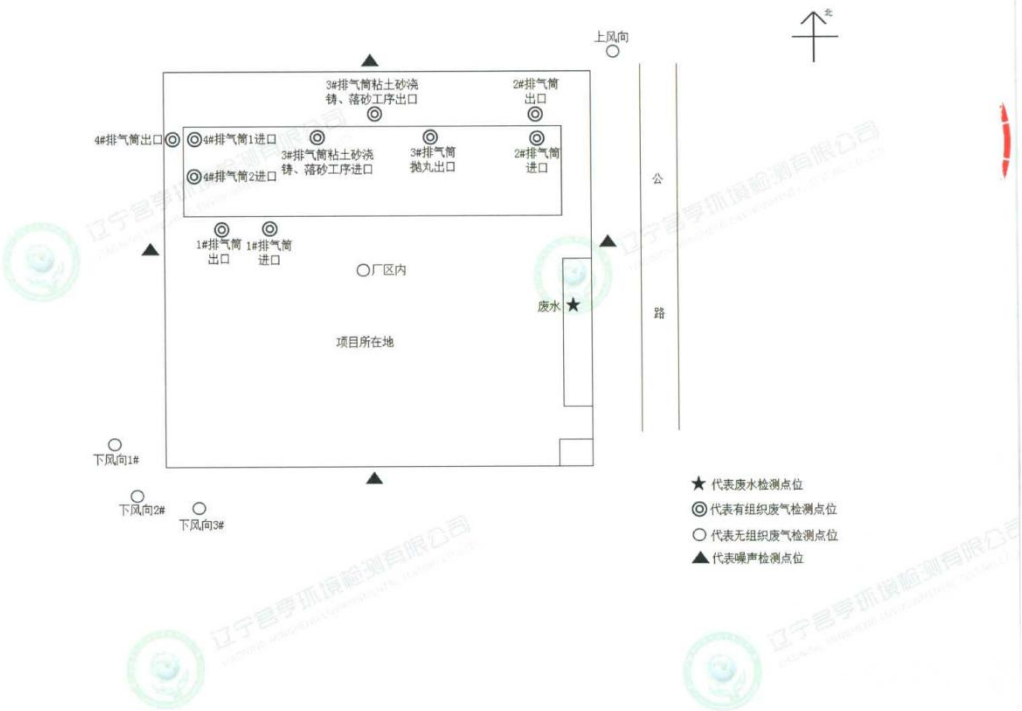 北
上风向
3#排气筒粘土砂浇
铸、落砂工序出口
2#排气筒
出口
4#排气筒出口
4#排气筒1进口
3#排气筒粘土砂浇
铸、落砂工序进口
3#排气筒
抛丸出口
2#排气筒
进口
4#排气筒2进口
1#排气筒
出口
1#排气筒
进口
厂区内
公
路
废水
项目所在地
下风向1#
下风向2#
下风向3#
代表废水检测点位
代表有组织废气检测点位
代表无组织废气检测点位
代表噪声检测点位
辽宁言亨环境检测有限公司
辽宁言亨环境检测有限公司
辽宁言亨环境检测有限公司
辽宁言亨环境检测有限公司